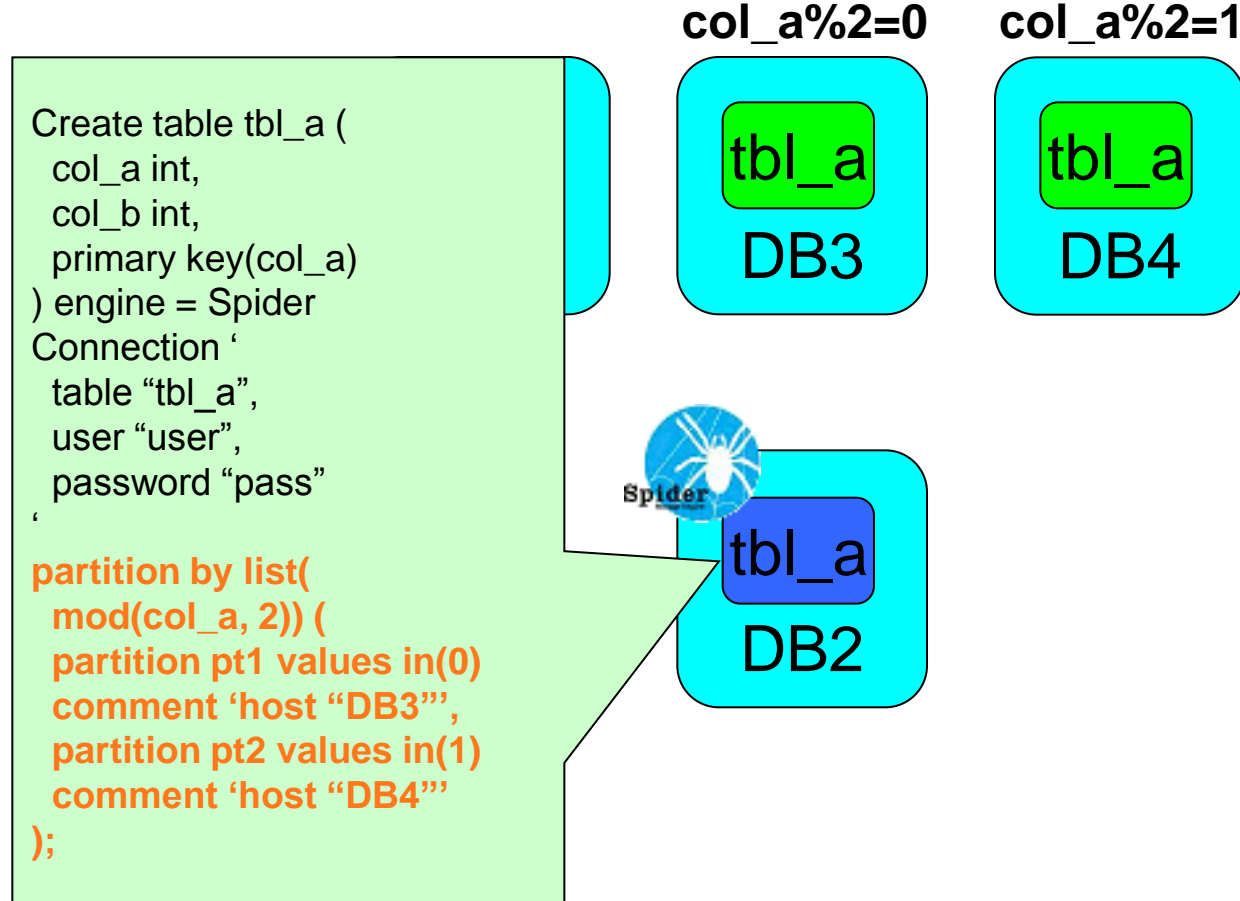 col_a%2=0 col_a%2=1
Create table tbl_a (
col_a int,
col_b int,
primary key(col_a)
) engine = Spider
Connection ‘
table “tbl_a”,
user “user”,
password “pass”
‘
partition by list(
mod(col_a, 2)) (
partition pt1 values in(0)
comment ‘host “DB3”’,
partition pt2 values in(1)
comment ‘host “DB4”’
);
tbl_a
DB3
tbl_a
DB4
Spider
tbl_a
DB2